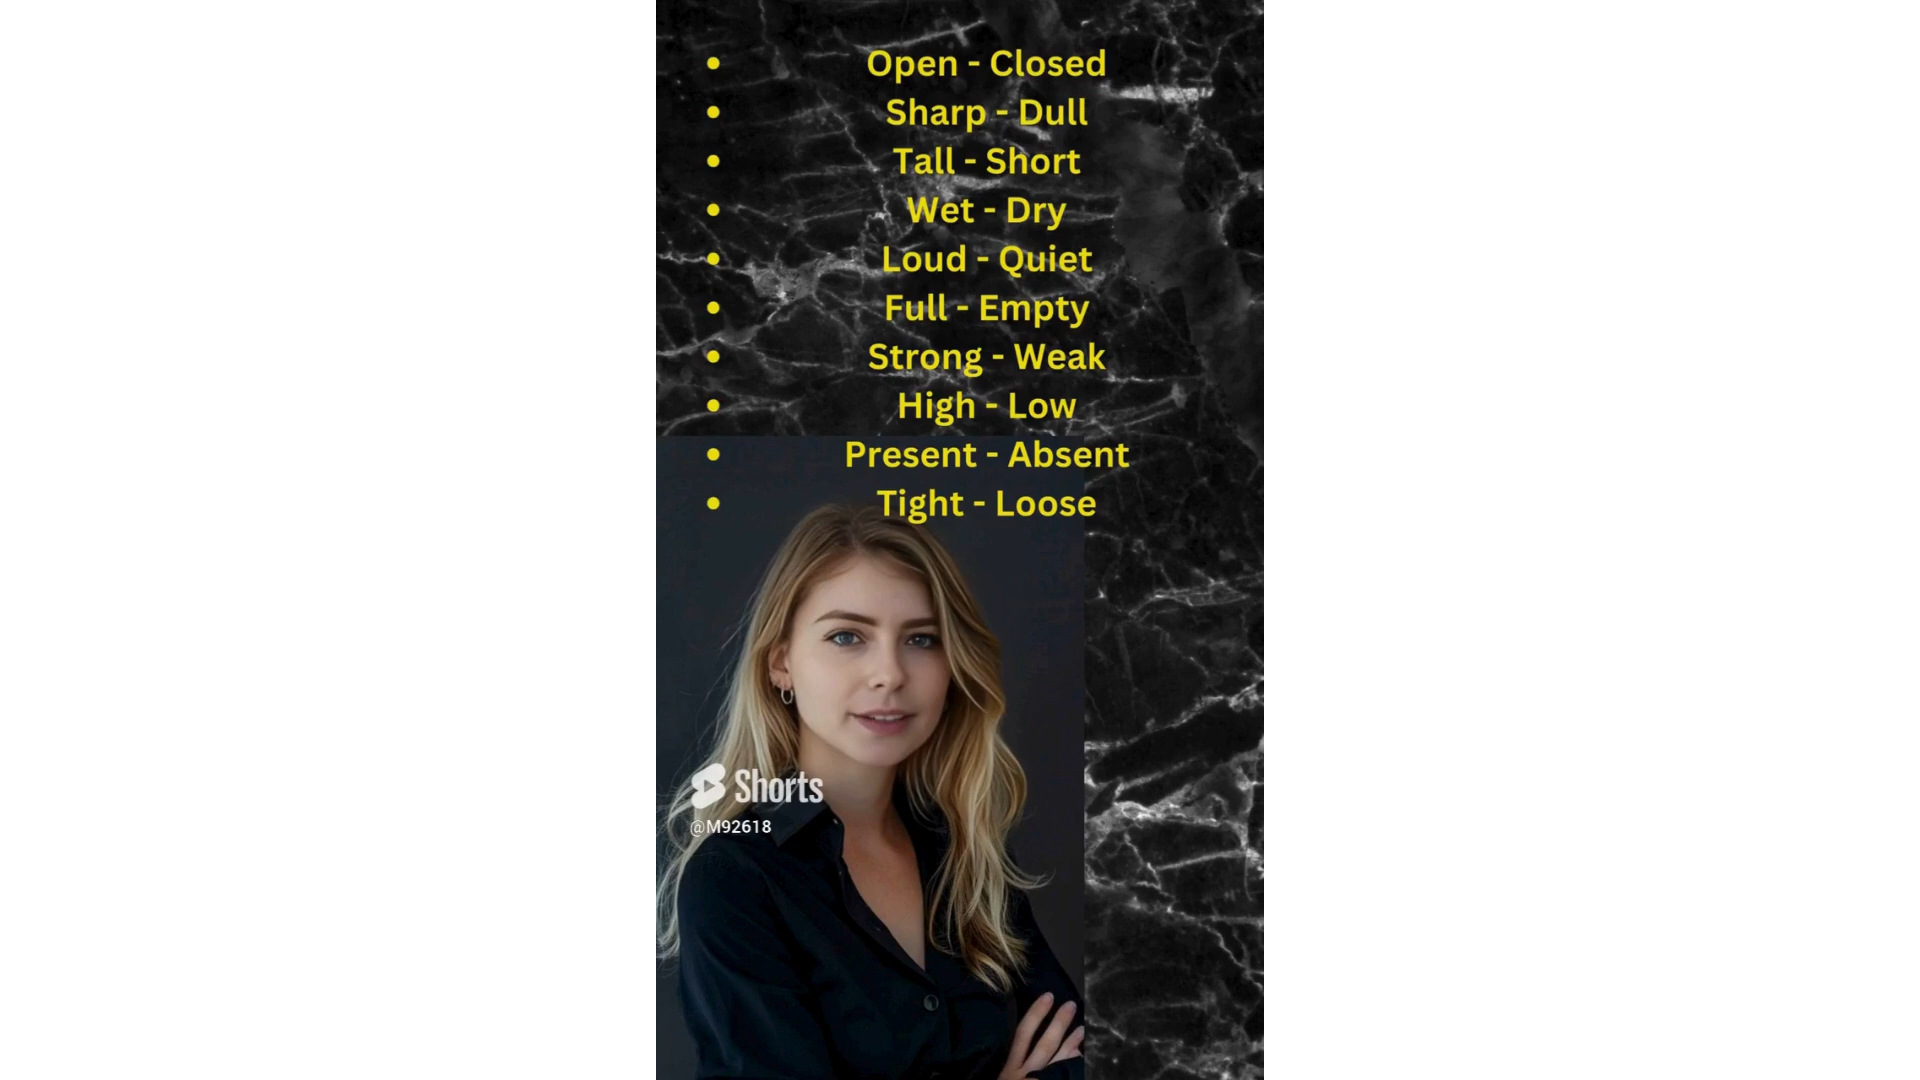 • Open - Closed
• Sharp - Dull
• Tall - Short
• Wet - Dry
• Loud - Quiet
• Full - Empty
• Strong - Weak
• High - Low
• Present - Absent
• Tight - Loose
Shorts
@M92618